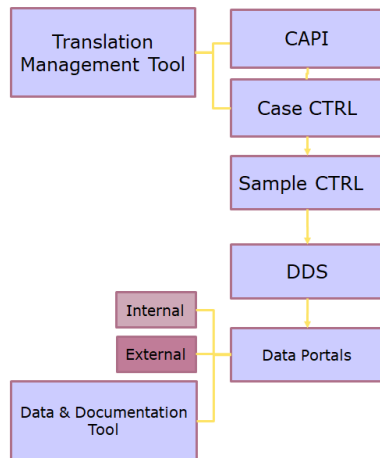 Translation
Management Tool
CAPI
Case CTRL
Sample CTRL
DDS
Internal
External
Data Portals
Data & Documentation
Tool